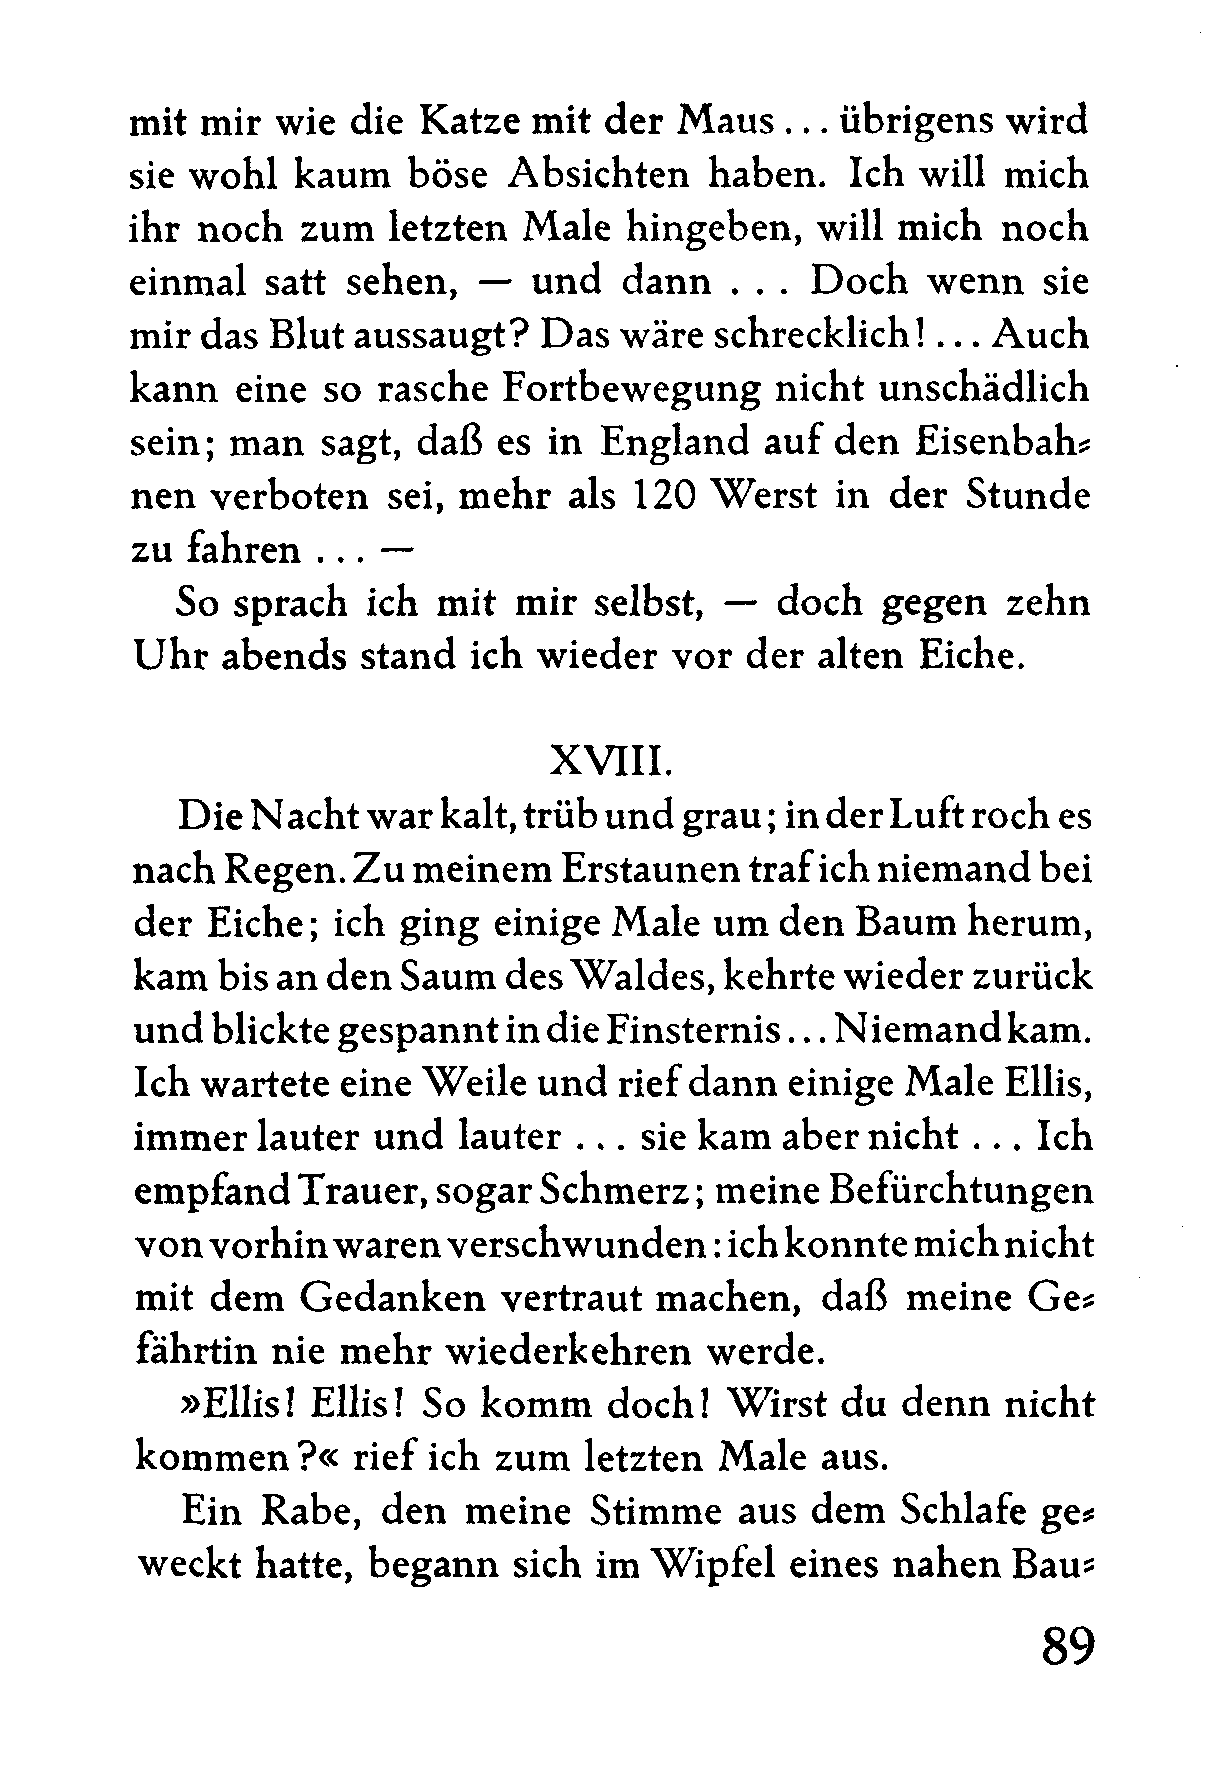 mit mir wie die Katze mit der Maus ... übrigens wird
sie wohl kaum böse Absichten haben. Ich will mich
ihr noch zum letzten Male hingeben, will mich noch
einmal satt sehen, — und dann . . . Doch wenn sie
mir das Blut aussaugt? Das wäre schrecklich! ... Auch
kann eine so rasche Fortbewegung nicht unschädlich
sein; man sagt, daß es in England auf den Eisenbah⸗
nen verboten sei, mehr als 120 Werst in der Stunde
zu fahren . . . —
So sprach ich mit mir selbst, — doch gegen zehn
Uhr abends stand ich wieder vor der alten Eiche.
XVIII.
Die Nacht war kalt, trüb und grau; in der Luft roch es
nach Regen. Zu meinem Erstaunen traf ich niemand bei
der Eiche; ich ging einige Male um den Baum herum,
kam bis an den Saum des Waldes, kehrte wieder zurück
und blickte gespannt in die Finsternis ... Niemand kam.
Ich wartete eine Weile und rief dann einige Male Ellis,
immer lauter und lauter . . . sie kam aber nicht . . . Ich
empfand Trauer, sogar Schmerz; meine Befürchtungen
von vorhin waren verschwunden: ich konnte mich nicht
mit dem Gedanken vertraut machen, daß meine Ge⸗
fährtin nie mehr wiederkehren werde.
»Ellis! Ellis! So komm doch! Wirst du denn nicht
kommen?« rief ich zum letzten Male aus.
Ein Rabe, den meine Stimme aus dem Schlafe ge⸗
weckt hatte, begann sich im Wipfel eines nahen Bau⸗
89